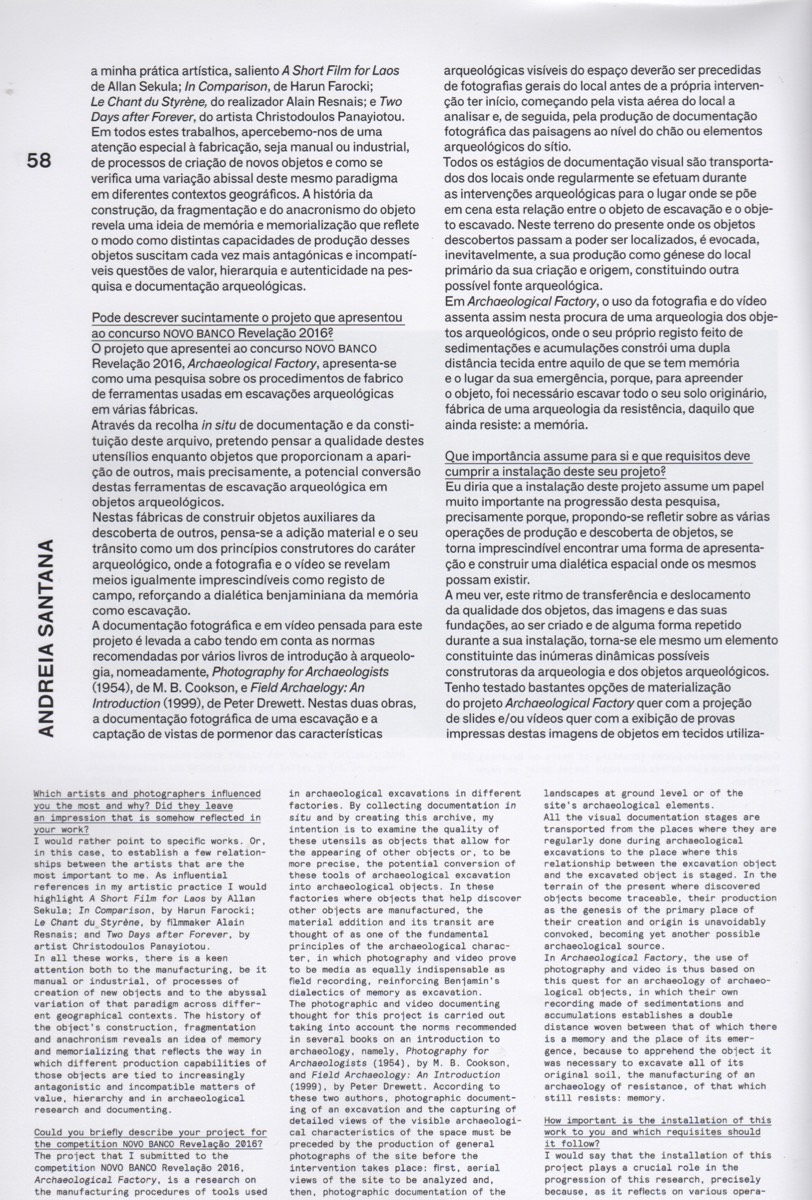 58
ANDREIA SANTANA
a minha prática artística, saliento A Short Film for Laos
de Allan Sekula; In Comparison, de Harun Farocki;
Le Chant du Styrène, do realizador Alain Resnais; e Two
Days after Forever, do artista Christodoulos Panayiotou.
Em todos estes trabalhos, apercebemo-nos de uma
atenção especial à fabricação, seja manual ou industrial,
de processos de criação de novos objetos e como se
verifica uma variação abissal deste mesmo paradigma
em diferentes contextos geográficos. A história da
construção, da fragmentação e do anacronismo do objeto
revela uma ideia de memória e memorialização que reflete
o modo como distintas capacidades de produção desses
objetos suscitam cada vez mais antagónicas e incompatí-
veis questões de valor, hierarquia e autenticidade na pes-
quisa e documentação arqueológicas.
Pode descrever sucintamente o projeto que apresentou
ao concurso NOVO BANCO Revelação 2016?
O projeto que apresentei ao concurso NOVO BANCO
Revelação 2016, Archaeological Factory, apresenta-se
como uma pesquisa sobre os procedimentos de fabrico
de ferramentas usadas em escavações arqueológicas
em várias fábricas.
Através da recolha in situ de documentação e da consti-
tuição deste arquivo, pretendo pensar a qualidade destes
utensílios enquanto objetos que proporcionam a apari-
ção de outros, mais precisamente, a potencial conversão
destas ferramentas de escavação arqueológica em
objetos arqueológicos.
Nestas fábricas de construir objetos auxiliares da
descoberta de outros, pensa-se a adição material e o seu
trânsito como um dos princípios construtores do caráter
arqueológico, onde a fotografia e o vídeo se revelam
meios igualmente imprescindíveis como registo de
campo, reforçando a dialética benjaminiana da memória
como escavação.
A documentação fotográfica e em vídeo pensada para este
projeto é levada a cabo tendo em conta as normas
recomendadas por vários livros de introdução à arqueolo-
gia, nomeadamente, Photography for Archaeologists
(1954), de M. B. Cookson, e Field Archaelogy: An
Introduction (1999), de Peter Drewett. Nestas duas obras,
a documentação fotográfica de uma escavação e a
captação de vistas de pormenor das características
arqueológicas visíveis do espaço deverão ser precedidas
de fotografias gerais do local antes de a própria interven-
ção ter início, começando pela vista aérea do local a
analisar e, de seguida, pela produção de documentação
fotográfica das paisagens ao nível do chão ou elementos
arqueológicos do sítio.
Todos os estágios de documentação visual são transporta-
dos dos locais onde regularmente se efetuam durante
as intervenções arqueológicas para o lugar onde se põe
em cena esta relação entre o objeto de escavação e o obje-
to escavado. Neste terreno do presente onde os objetos
descobertos passam a poder ser localizados, é evocada,
inevitavelmente, a sua produção como génese do local
primário da sua criação e origem, constituindo outra
possível fonte arqueológica.
Em Archaeological Factory, o uso da fotografia e do vídeo
assenta assim nesta procura de uma arqueologia dos obje-
tos arqueológicos, onde o seu próprio registo feito de
sedimentações e acumulações constrói uma dupla
distância tecida entre aquilo de que se tem memória
e o lugar da sua emergência, porque, para apreender
o objeto, foi necessário escavar todo o seu solo originário,
fábrica de uma arqueologia da resistência, daquilo que
ainda resiste: a memória.
Que importância assume para si e que requisitos deve
cumprir a instalação deste seu projeto?
Eu diria que a instalação deste projeto assume um papel
muito importante na progressão desta pesquisa,
precisamente porque, propondo-se refletir sobre as várias
operações de produção e descoberta de objetos, se
torna imprescindível encontrar uma forma de apresenta-
ção e construir uma dialética espacial onde os mesmos
possam existir.
A meu ver, este ritmo de transferência e deslocamento
da qualidade dos objetos, das imagens e das suas
fundações, ao ser criado e de alguma forma repetido
durante a sua instalação, torna-se ele mesmo um elemento
constituinte das inúmeras dinâmicas possíveis
construtoras da arqueologia e dos objetos arqueológicos.
Tenho testado bastantes opções de materialização
do projeto Archaeological Factory quer com a projeção
de slides e/ou vídeos quer com a exibição de provas
impressas destas imagens de objetos em tecidos utiliza-
Which artists and photographers influenced
you the most and why? Did they leave
an impression that is somehow reflected in
your work?
I would rather point to specific works. Or,
in this case, to establish a few relation-
ships between the artists that are the
most important to me. As influential
references in my artistic practice I would
highlight A Short Film for Laos by Allan
Sekula; In Comparison, by Harun Farocki;
Le Chant du Styrène, by filmmaker Alain
Resnais; and Two Days after Forever, by
artist Christodoulos Panayiotou.
In all these works, there is a keen
attention both to the manufacturing, be it
manual or industrial, of processes of
creation of new objects and to the abyssal
variation of that paradigm across differ-
ent geographical contexts. The history of
the object's construction, fragmentation
and anachronism reveals an idea of memory
and memorializing that reflects the way in
which different production capabilities of
those objects are tied to increasingly
antagonistic and incompatible matters of
value, hierarchy and in archaeological
research and documenting.
Could you briefly describe your project for
the competition NOVO BANCO Revelação 2016?
The project that I submitted to the
competition NOVO BANCO Revelação 2016,
Archaeological Factory, is a research on
the manufacturing procedures of tools used
in archaeological excavations in different
factories. By collecting documentation in
situ and by creating this archive, my
intention is to examine the quality of
these utensils as objects that allow for
the appearing of other objects or, to be
more precise, the potential conversion of
these tools of archaeological excavation
into archaeological objects. In these
factories where objects that help discover
other objects are manufactured, the
material addition and its transit are
thought of as one of the fundamental
principles of the archaeological charac-
ter, in which photography and video prove
to be media as equally indispensable as
field recording, reinforcing Benjamin's
dialectics of memory as excavation.
The photographic and video documenting
thought for this project is carried out
taking into account the norms recommended
in several books on an introduction to
archaeology, namely, Photography for
Archaeologists (1954), by M. B. Cookson,
and Field Archaeology: An Introduction
(1999), by Peter Drewett. According to
these two authors, photographic document-
ing of an excavation and the capturing of
detailed views of the visible archaeologi-
cal characteristics of the space must be
preceded by the production of general
photographs of the site before the
intervention takes place: first, aerial
views of the site to be analyzed and,
then, photographic documentation of the
landscapes at ground level or of the
site's archaeological elements.
All the visual documentation stages are
transported from the places where they are
regularly done during archaeological
excavations to the place where this
relationship between the excavation object
and the excavated object is staged. In the
terrain of the present where discovered
objects become traceable, their production
as the genesis of the primary place of
their creation and origin is unavoidably
convoked, becoming yet another possible
archaeological source.
In Archaeological Factory, the use of
photography and video is thus based on
this quest for an archaeology of archaeo-
logical objects, in which their own
recording made of sedimentations and
accumulations establishes a double
distance woven between that of which there
is a memory and the place of its emer-
gence, because to apprehend the object it
was necessary to excavate all of its
original soil, the manufacturing of an
archaeology of resistance, of that which
still resists: memory.
How important is the installation of this
work to you and which requisites should
it follow?
I would say that the installation of this
project plays a crucial role in the
progression of this research, precisely
because, as it reflects on various opera-